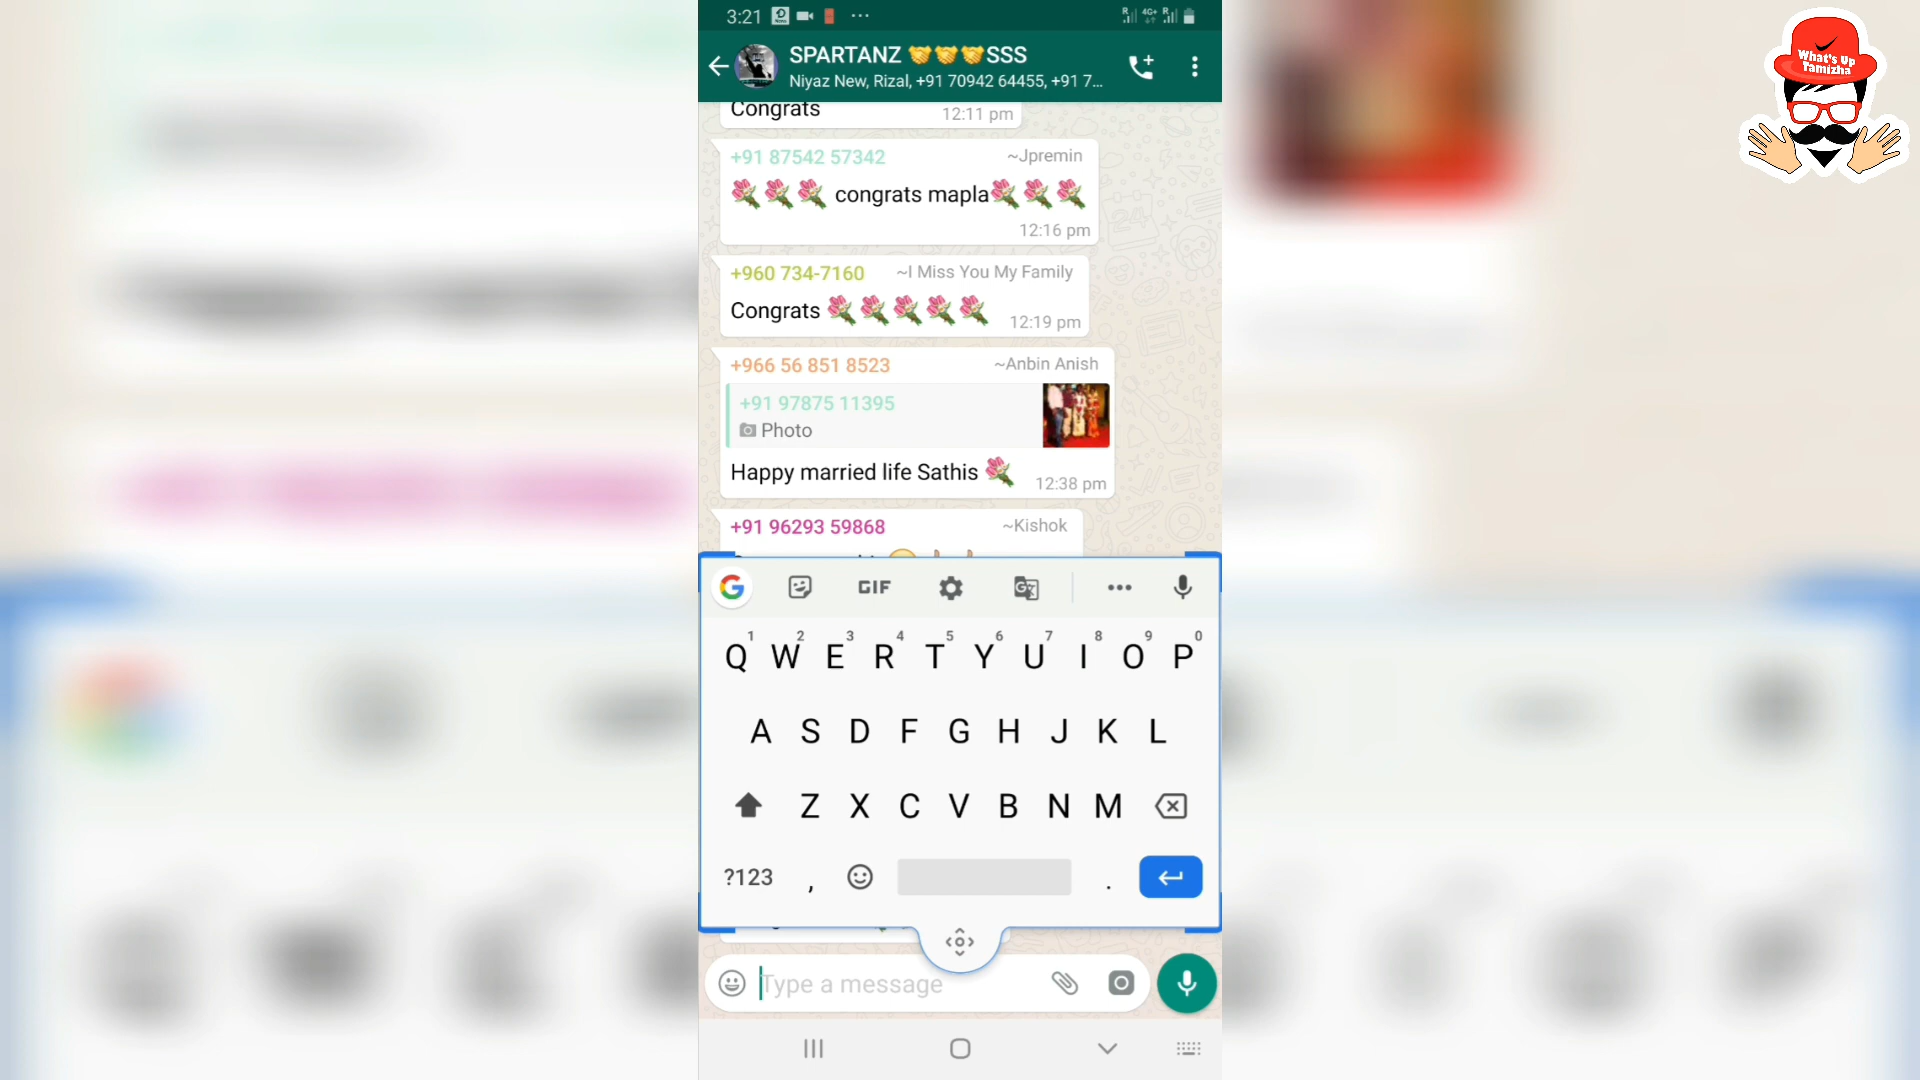 3:21
4G+
SPARTANZ 🤝🤝🤝SSS
Niyaz New, Rizal, +91 70942 64455, +91 7...
Congrats
12:11 pm
+91 87542 57342 ~Jpremin
💐💐💐 congrats mapla💐💐💐
12:16 pm
+960 734-7160 ~I Miss You My Family
Congrats 💐💐💐💐💐 12:19 pm
+966 56 851 8523 ~Anbin Anish
+91 97875 11395
Photo
Happy married life Sathis 💐 12:38 pm
+91 96293 59868 ~Kishok
GIF
1 2 3 4 5 6 7 8 9 0
Q W E R T Y U I O P
A S D F G H J K L
Z X C V B N M
?123 , .
Type a message
What's Up
Tamizha